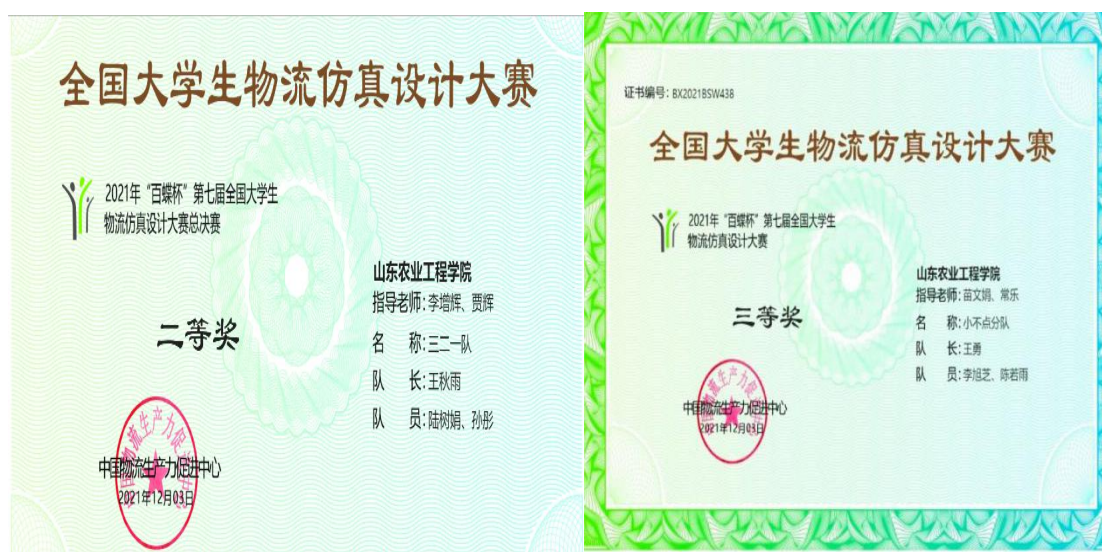 全国大学生物流仿真设计大赛
2021年“百蝶杯”第七届全国大学生
物流仿真设计大赛总决赛
二等奖
山东农业工程学院
指导老师：李增辉、贾辉
名 称：三二一队
队 长：王秋雨
队 员：陆树娟、孙彤
中国物流生产力促进中心
2021年12月03日
证书编号：BX2021BSW438
全国大学生物流仿真设计大赛
2021年“百蝶杯”第七届全国大学生
物流仿真设计大赛
三等奖
山东农业工程学院
指导老师：苗文娟、常乐
名 称：小不点分队
队 长：王勇
队 员：李旭芝、陈若雨
中国物流生产力促进中心
2021年12月03日